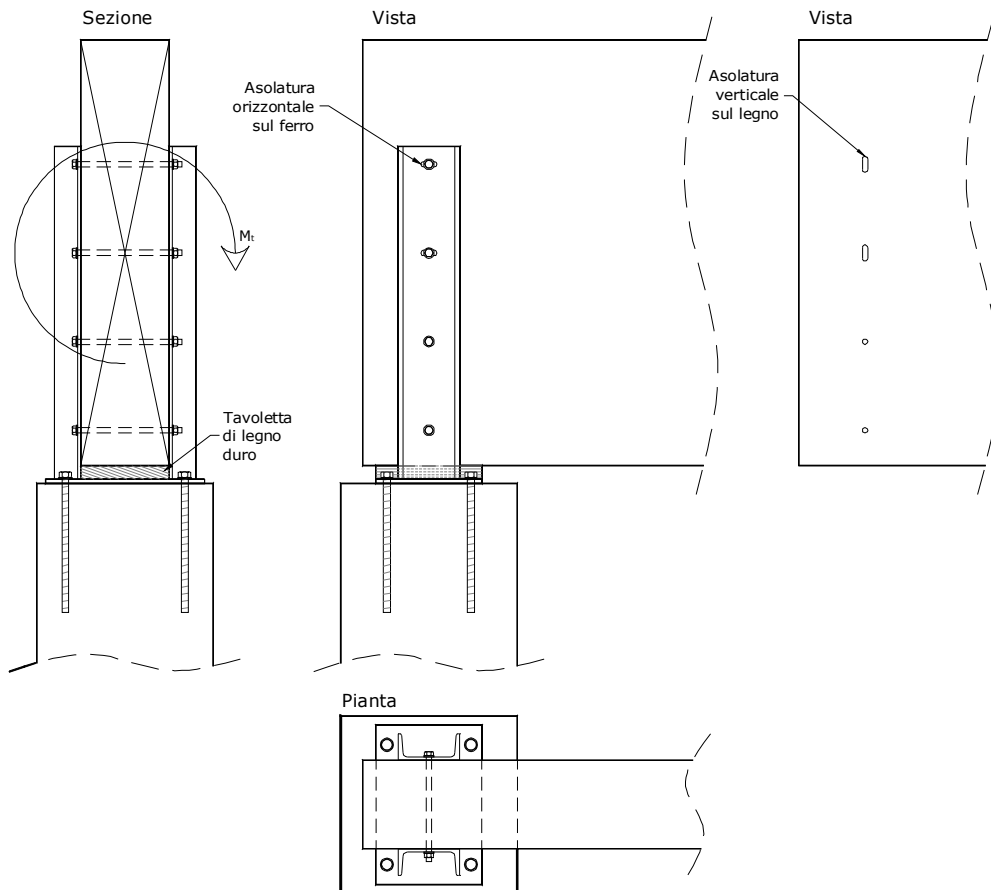 Sezione
Vista
Vista
Asolatura
orizzontale
sul ferro
Asolatura
verticale
sul legno
Mt
Tavoletta
di legno
duro
Pianta